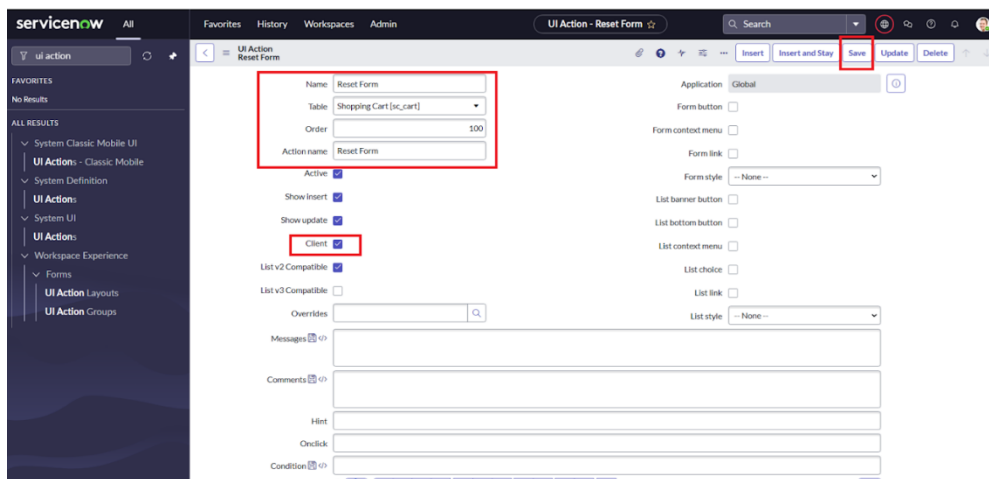 servicenow All Favorites History Workspaces Admin UI Action - Reset Form ☆ Search
ui action
UI Action
Reset Form
Insert Insert and Stay Save Update Delete
FAVORITES
No Results
ALL RESULTS
System Classic Mobile UI
UI Actions - Classic Mobile
System Definition
UI Actions
System UI
UI Actions
Workspace Experience
Forms
UI Action Layouts
UI Action Groups
Name Reset Form
Table Shopping Cart [sc_cart]
Order 100
Action name Reset Form
Active
Show insert
Show update
Client
List v2 Compatible
List v3 Compatible
Overrides
Application Global
Form button
Form context menu
Form link
Form style -- None --
List banner button
List bottom button
List context menu
List choice
List link
List style -- None --
Messages
Comments
Hint
Onclick
Condition